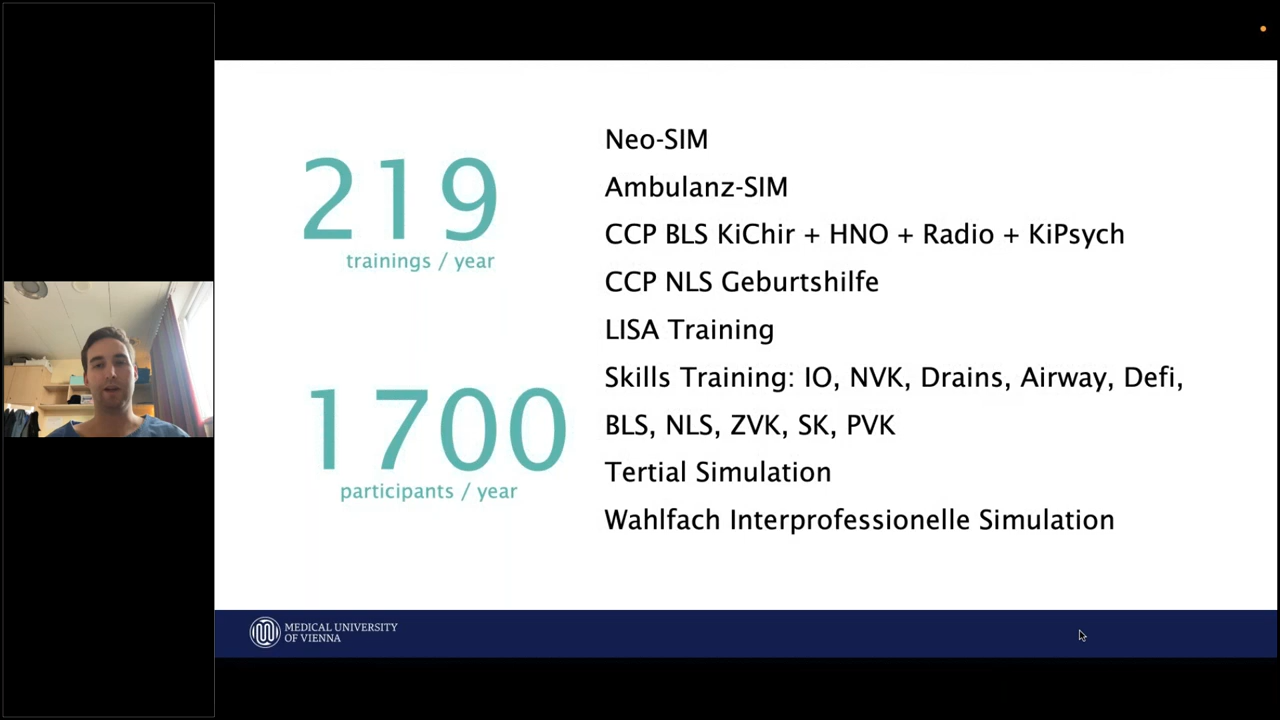 219
trainings / year
1700
participants / year
Neo-SIM
Ambulanz-SIM
CCP BLS KiChir + HNO + Radio + KiPsych
CCP NLS Geburtshilfe
LISA Training
Skills Training: IO, NVK, Drains, Airway, Defi,
BLS, NLS, ZVK, SK, PVK
Tertial Simulation
Wahlfach Interprofessionelle Simulation
MEDICAL UNIVERSITY
OF VIENNA